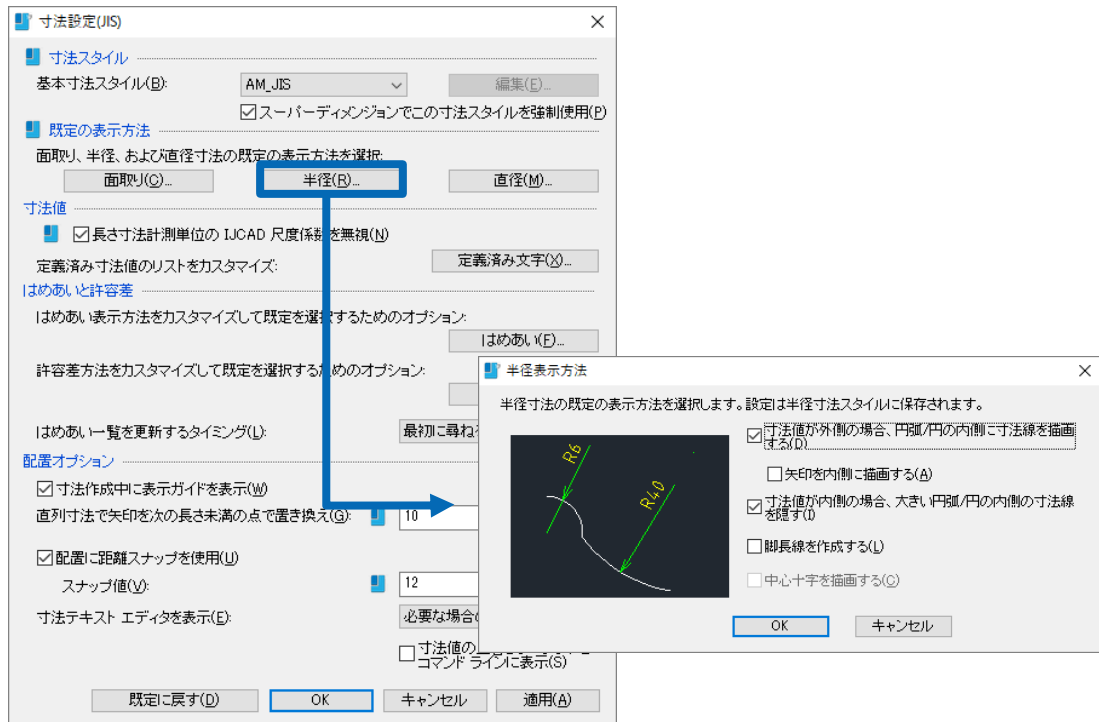 寸法設定(JIS)
寸法スタイル
基本寸法スタイル(B):
AM_JIS
編集(E)...
スーパーディメンジョンでこの寸法スタイルを強制使用(P)
既定の表示方法
面取り、半径、および直径寸法の既定の表示方法を選択:
面取り(C)...
半径(R)...
直径(M)...
寸法値
長さ寸法計測単位の IJCAD 尺度係数を無視(N)
定義済み寸法値のリストをカスタマイズ:
定義済み文字(X)...
はめあいと許容差
はめあい表示方法をカスタマイズして既定を選択するためのオプション:
はめあい(F)...
許容差方法をカスタマイズして既定を選択するためのオプション:
はめあい一覧を更新するタイミング(L):
最初に尋ね
配置オプション
寸法作成中に表示ガイドを表示(W)
直列寸法で矢印を次の長さ未満の点で置き換え(G):
10
配置に距離スナップを使用(U)
スナップ値(V):
12
寸法テキスト エディタを表示(E):
必要な場合
寸法値の
コマンド ラインに表示(S)
既定に戻す(D)
OK
キャンセル
適用(A)
半径表示方法
半径寸法の既定の表示方法を選択します。設定は半径寸法スタイルに保存されます。
R6
R40
寸法値が外側の場合、円弧/円の内側に寸法線を描画
する(D)
矢印を内側に描画する(A)
寸法値が内側の場合、大きい円弧/円の内側の寸法線
を隠す(I)
脚長線を作成する(L)
中心十字を描画する(C)
OK
キャンセル